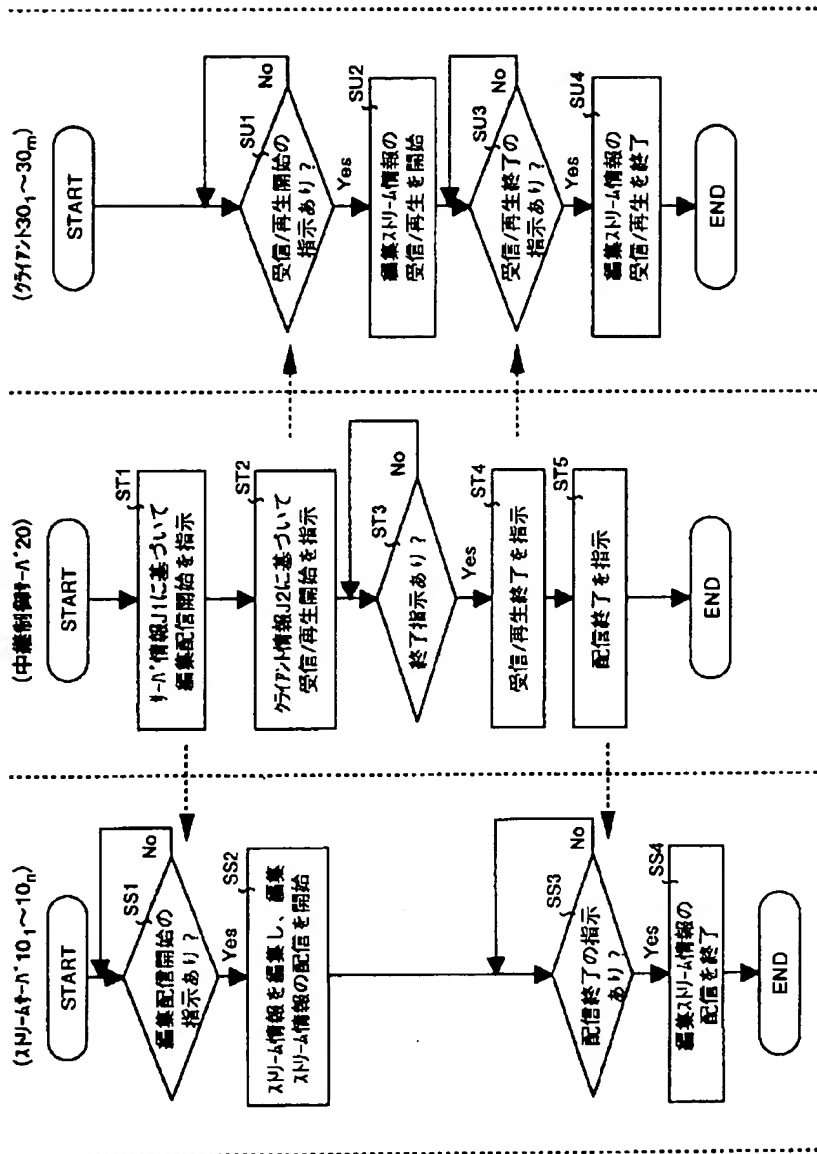 (ストリームサーバ10₁～10ₙ)
START
編集配信開始の
指示あり？
SS1
No
Yes
SS2
ストリーム情報を編集し、編集
ストリーム情報の配信を開始
配信終了の指示
あり？
SS3
No
Yes
SS4
編集ストリーム情報の
配信を終了
END
(中継制御サーバ20)
START
ST1
サーバ情報J1に基づいて
編集配信開始を指示
ST2
クライアント情報J2に基づいて
受信/再生開始を指示
ST3
終了指示あり？
No
Yes
ST4
受信/再生終了を指示
ST5
配信終了を指示
END
(クライアント30₁～30ₘ)
START
SU1
受信/再生開始の
指示あり？
No
Yes
SU2
編集ストリーム情報の
受信/再生を開始
SU3
受信/再生終了の
指示あり？
No
Yes
SU4
編集ストリーム情報の
受信/再生を終了
END